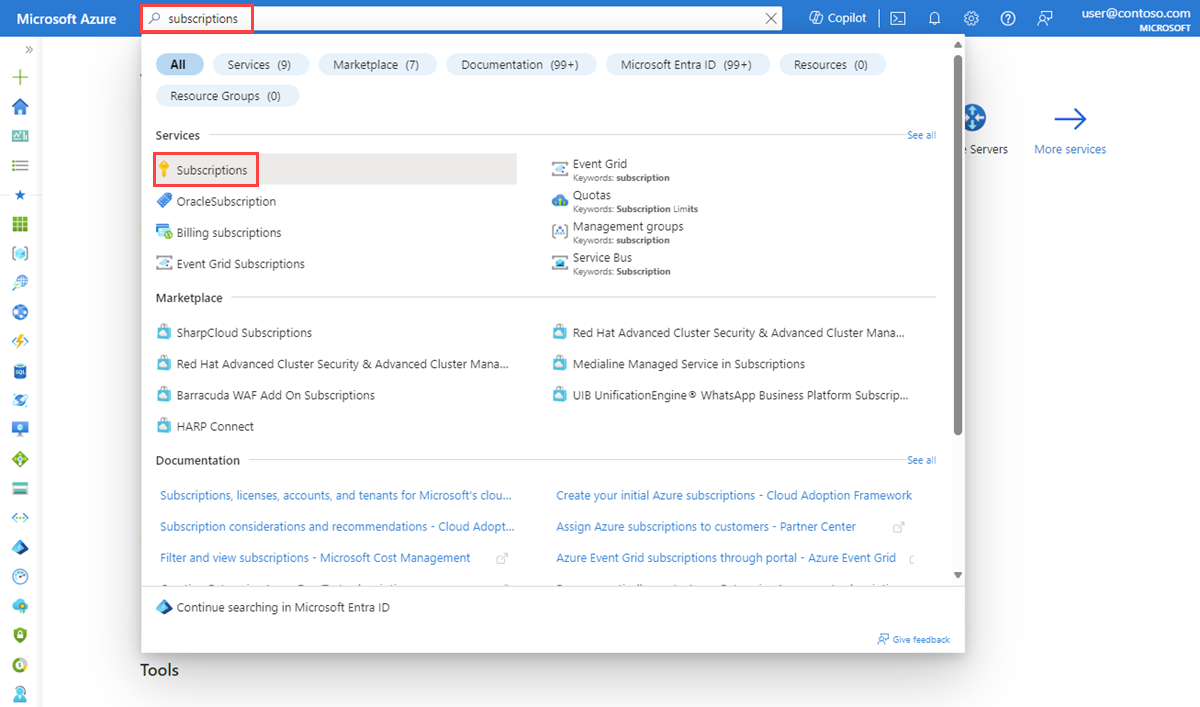 Microsoft Azure
subscriptions
Copilot
user@contoso.com
MICROSOFT
All
Services (9)
Marketplace (7)
Documentation (99+)
Microsoft Entra ID (99+)
Resources (0)
Resource Groups (0)
Services
See all
Subscriptions
OracleSubscription
Billing subscriptions
Event Grid Subscriptions
Event Grid
Keywords: subscription
Quotas
Keywords: Subscription Limits
Management groups
Keywords: subscription
Service Bus
Keywords: Subscription
Servers
More services
Marketplace
SharpCloud Subscriptions
Red Hat Advanced Cluster Security & Advanced Cluster Mana...
Red Hat Advanced Cluster Security & Advanced Cluster Mana...
Medialine Managed Service in Subscriptions
Barracuda WAF Add On Subscriptions
UIB UnificationEngine® WhatsApp Business Platform Subscrip...
HARP Connect
Documentation
See all
Subscriptions, licenses, accounts, and tenants for Microsoft's clou...
Create your initial Azure subscriptions - Cloud Adoption Framework
Subscription considerations and recommendations - Cloud Adopt...
Assign Azure subscriptions to customers - Partner Center
Filter and view subscriptions - Microsoft Cost Management
Azure Event Grid subscriptions through portal - Azure Event Grid
Continue searching in Microsoft Entra ID
Give feedback
Tools
SQL